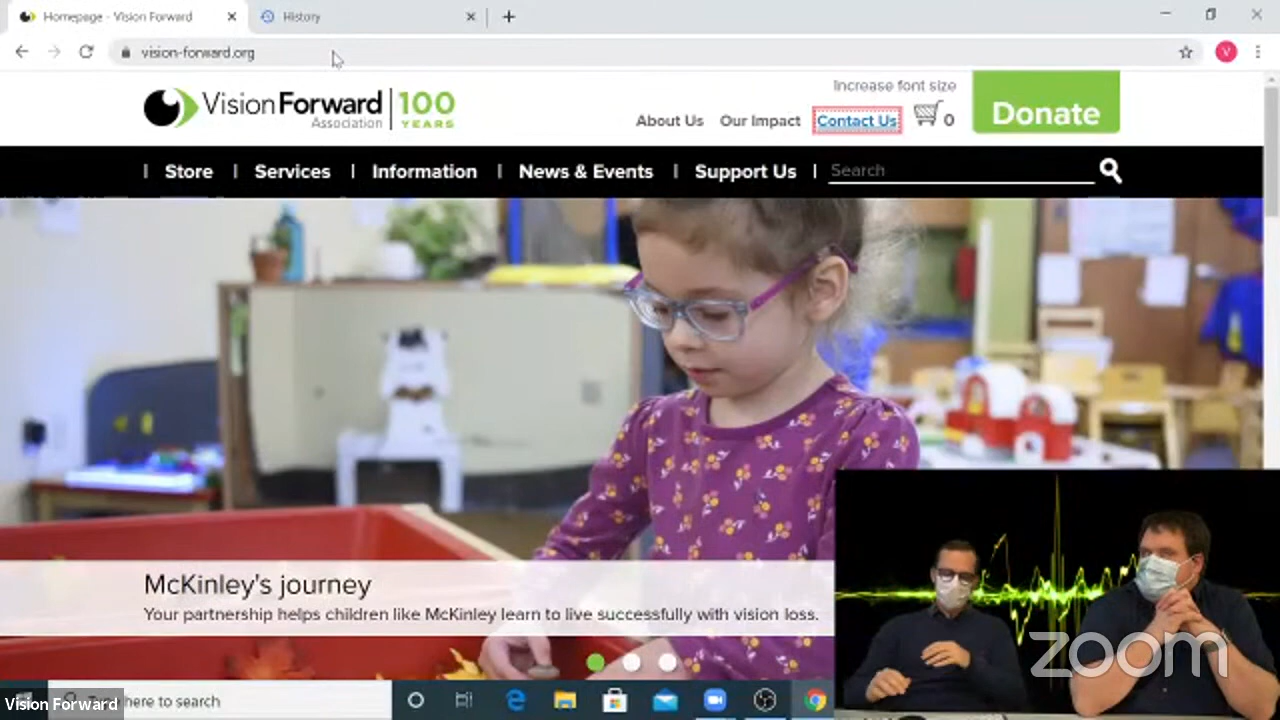 Homepage - Vision Forward
History
vision-forward.org
V
Increase font size
VisionForward
Association
100
YEARS
About Us
Our Impact
Contact Us
0
Donate
Store
Services
Information
News & Events
Support Us
Search
McKinley's journey
Your partnership helps children like McKinley learn to live successfully with vision loss.
zoom
here to search
Vision Forward